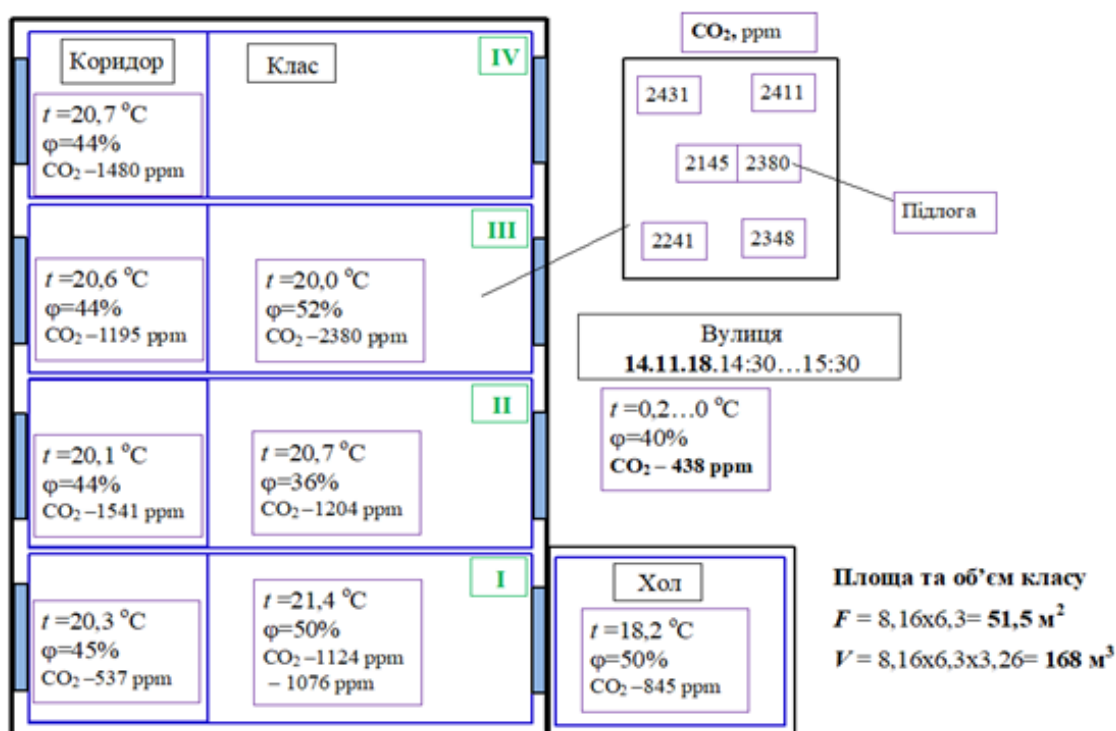 Коридор
Клас
IV
t =20,7 °C
φ=44%
CO₂ –1480 ppm
III
t =20,6 °C
φ=44%
CO₂ –1195 ppm
t =20,0 °C
φ=52%
CO₂ –2380 ppm
II
t =20,1 °C
φ=44%
CO₂ –1541 ppm
t =20,7 °C
φ=36%
CO₂ –1204 ppm
I
t =20,3 °C
φ=45%
CO₂ –537 ppm
t =21,4 °C
φ=50%
CO₂ –1124 ppm
– 1076 ppm
CO₂, ppm
2431 2411
2145 2380
2241 2348
Підлога
Вулиця
14.11.18.14:30…15:30
t =0,2…0 °C
φ=40%
CO₂ – 438 ppm
Хол
t =18,2 °C
φ=50%
CO₂ –845 ppm
Площа та об’єм класу
F = 8,16x6,3= 51,5 м²
V = 8,16x6,3x3,26= 168 м³